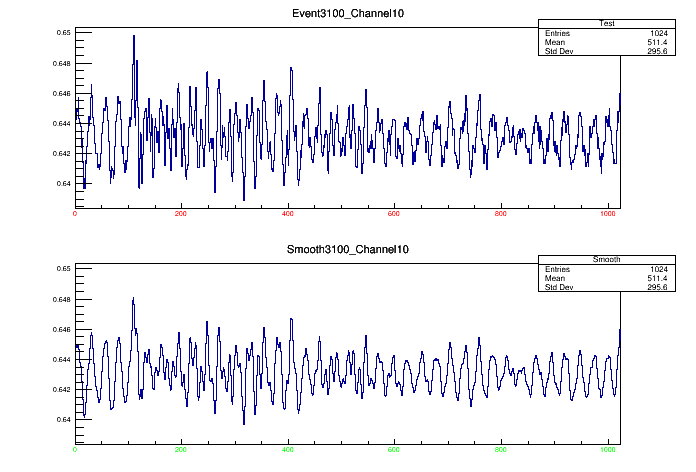 Event3100_Channel10
Test
Entries 1024
Mean 511.4
Std Dev 295.6
0.65
0.648
0.646
0.644
0.642
0.64
0 200 400 600 800 1000
Smooth3100_Channel10
Smooth
Entries 1024
Mean 511.4
Std Dev 295.6
0.65
0.648
0.646
0.644
0.642
0.64
0 200 400 600 800 1000